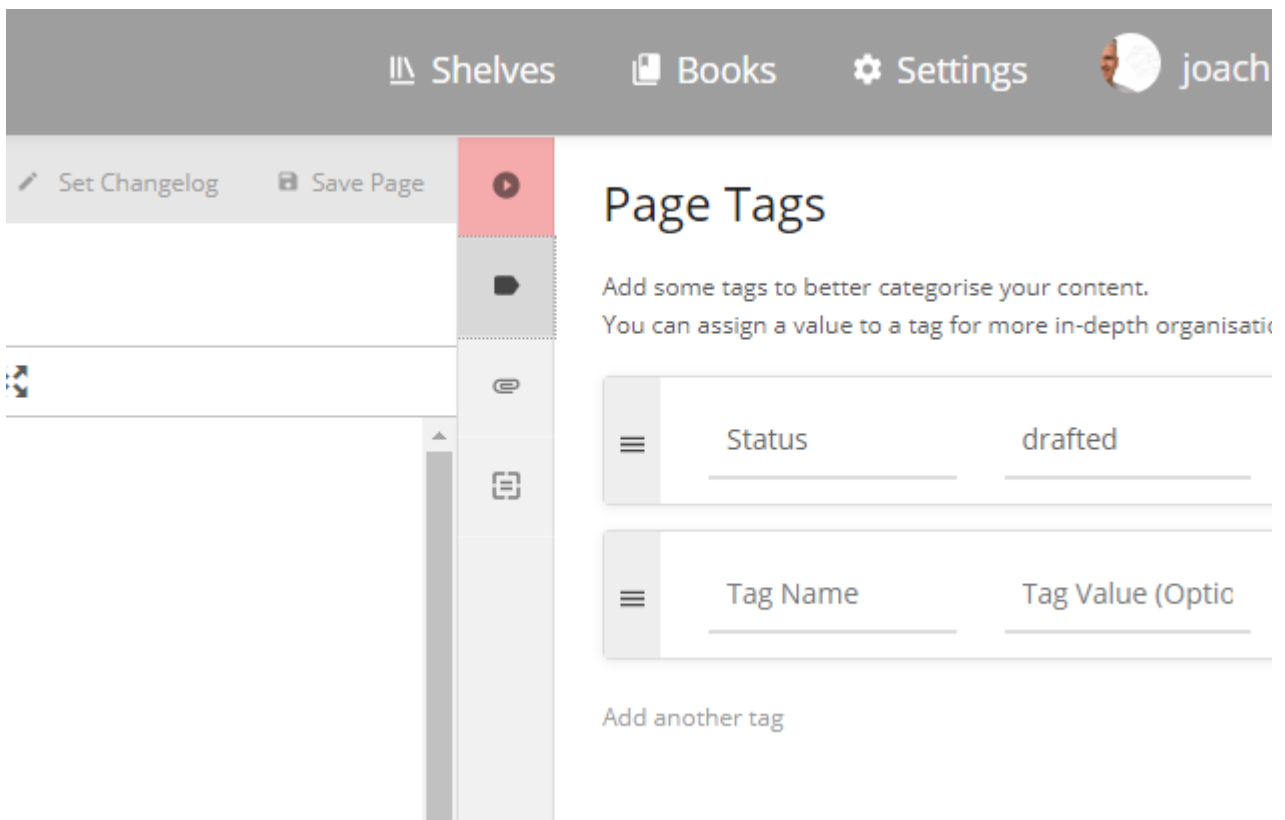 Shelves Books Settings joach
Set Changelog Save Page
Page Tags
Add some tags to better categorise your content.
You can assign a value to a tag for more in-depth organisatio
Status drafted
Tag Name Tag Value (Optio
Add another tag